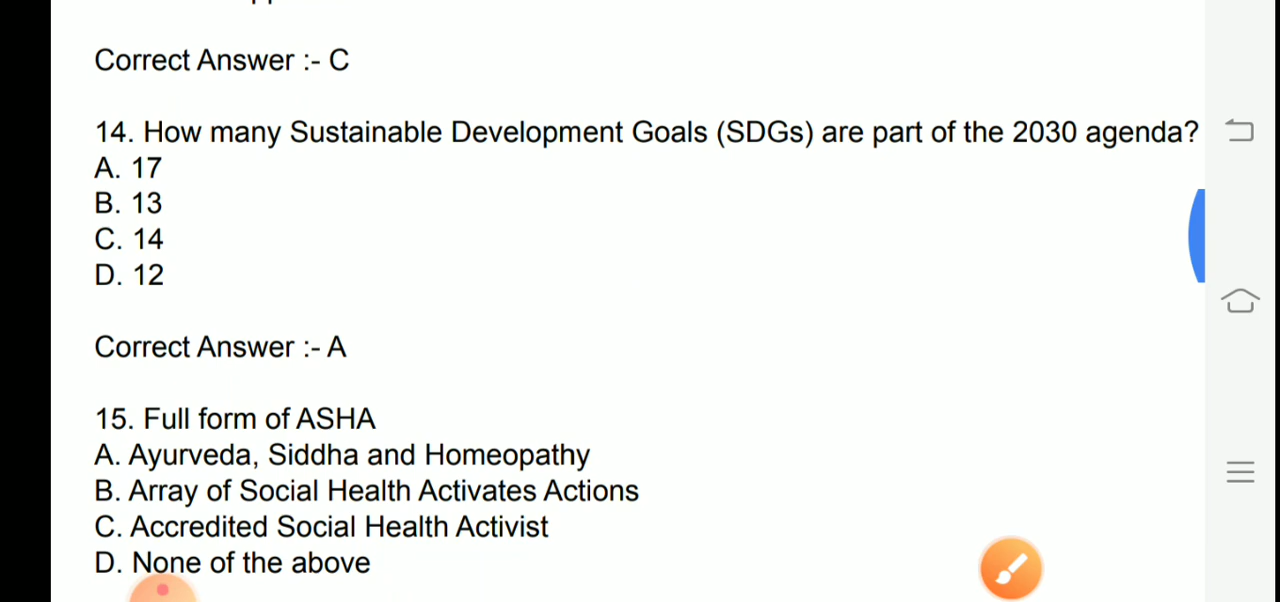 Correct Answer :- C
14. How many Sustainable Development Goals (SDGs) are part of the 2030 agenda?
A. 17
B. 13
C. 14
D. 12
Correct Answer :- A
15. Full form of ASHA
A. Ayurveda, Siddha and Homeopathy
B. Array of Social Health Activates Actions
C. Accredited Social Health Activist
D. None of the above